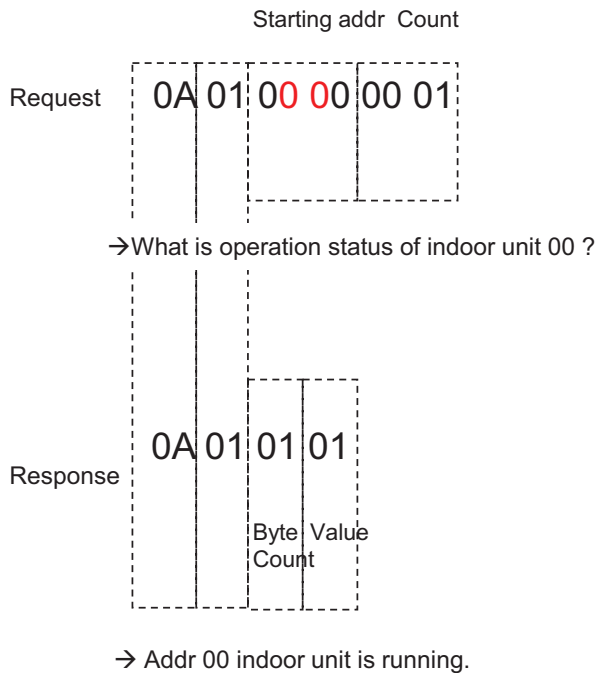 Starting addr Count
Request 0A 01 00 00 00 01
→What is operation status of indoor unit 00 ?
0A 01 01 01
Response
Byte Value
Count
→ Addr 00 indoor unit is running.